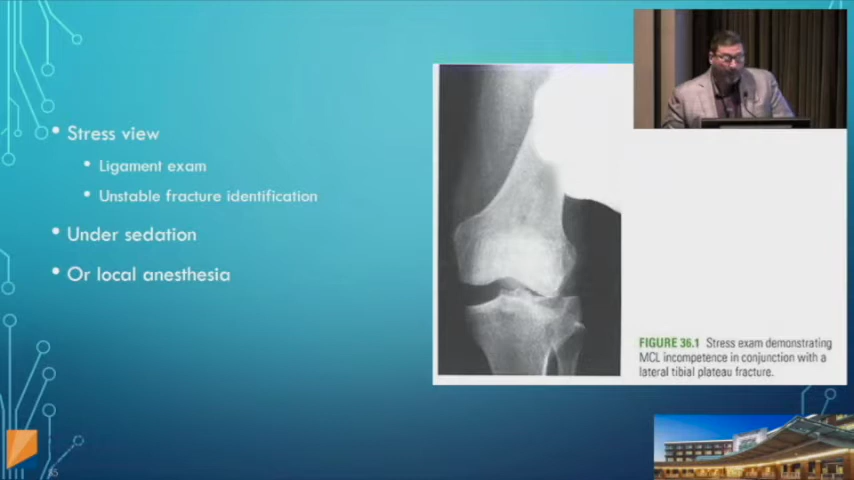 Stress view
Ligament exam
Unstable fracture identification
Under sedation
Or local anesthesia
FIGURE 36.1 Stress exam demonstrating
MCL incompetence in conjunction with a
lateral tibial plateau fracture.